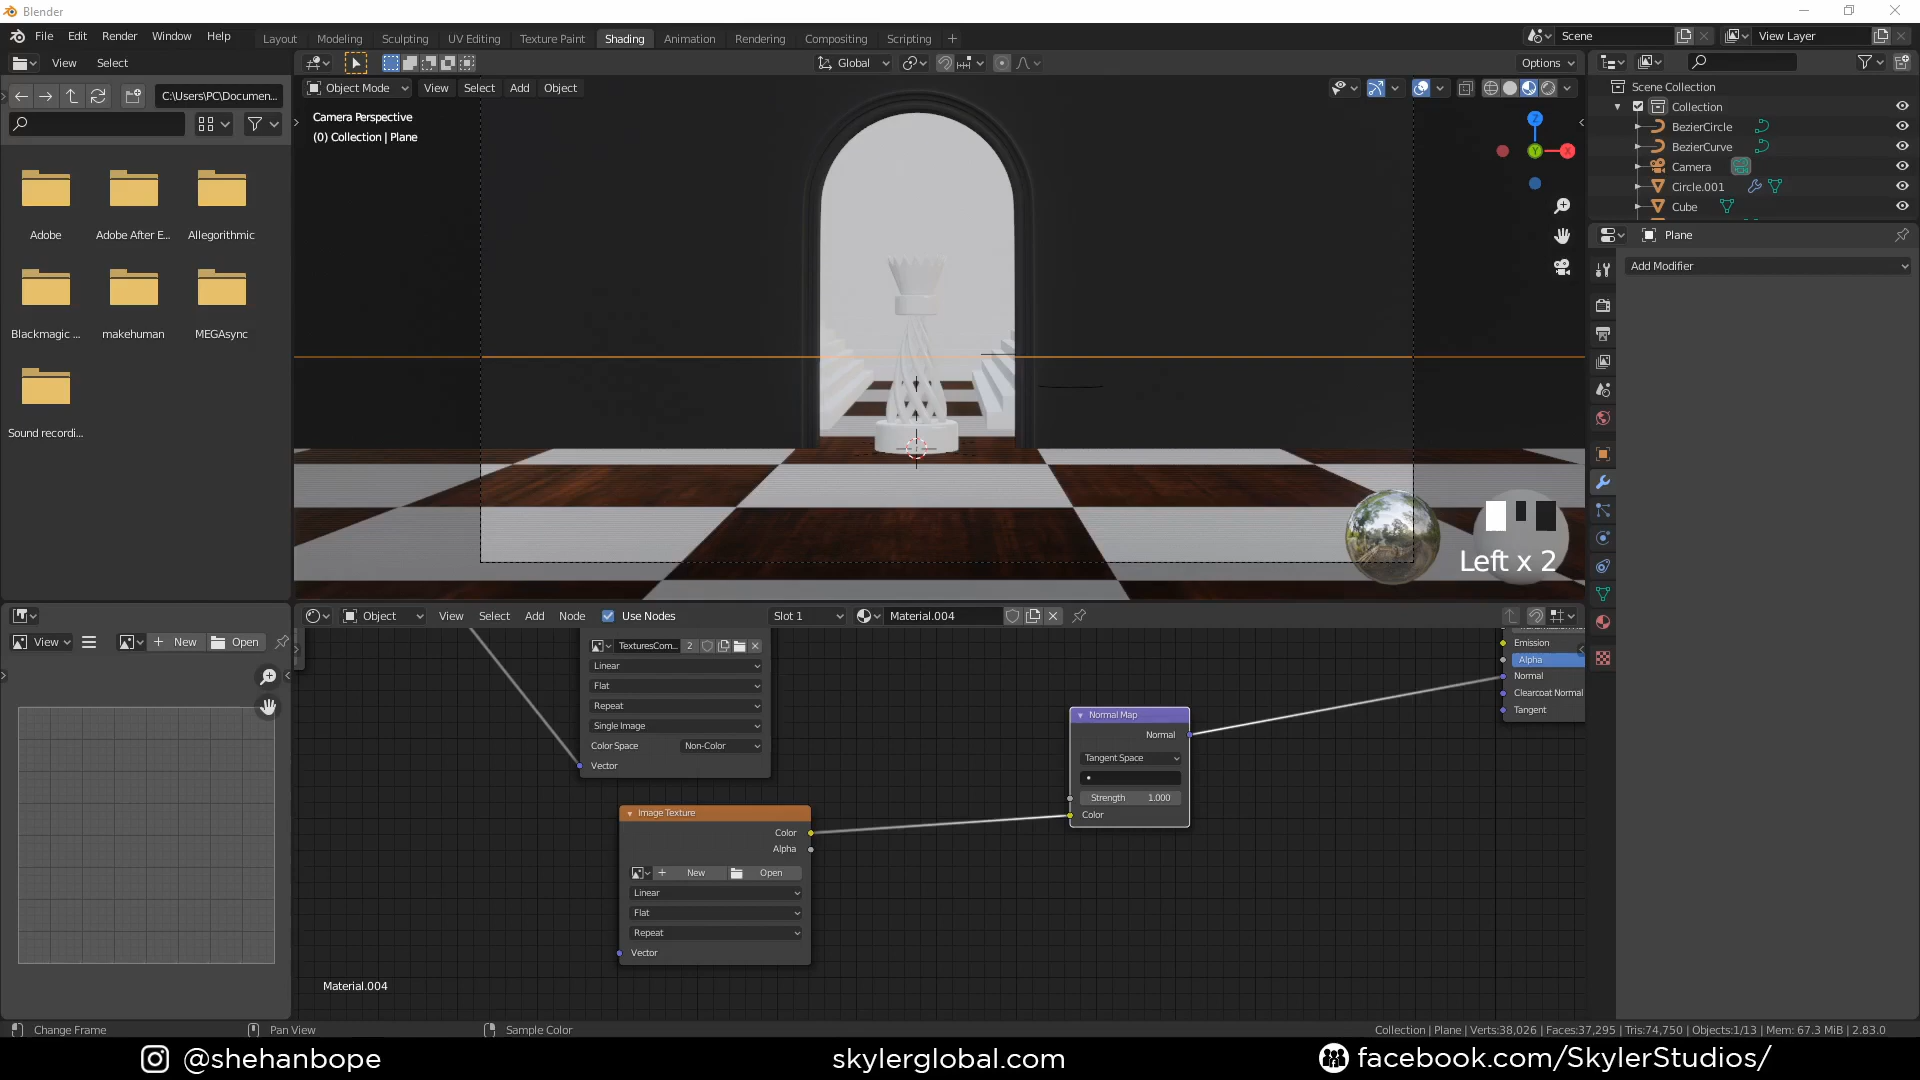 Blender
File Edit Render Window Help
Layout Modeling Sculpting UV Editing Texture Paint Shading Animation Rendering Compositing Scripting
Scene
View Layer
View Select
Global
Options
C:\Users\PC\Documen...
Object Mode View Select Add Object
Camera Perspective
(0) Collection | Plane
Z
Y
X
Adobe
Adobe After E...
Allegorithmic
Blackmagic ...
makehuman
MEGAsync
Sound recordi...
Left x 2
Scene Collection
Collection
BezierCircle
BezierCurve
Camera
Circle.001
Cube
Plane
Add Modifier
View
New
Open
Object View Select Add Node Use Nodes Slot 1 Material.004
TexturesCom... 2
Linear
Flat
Repeat
Single Image
Color Space Non-Color
Vector
Image Texture
Color
Alpha
New Open
Linear
Flat
Repeat
Vector
Normal Map
Normal
Tangent Space
Strength 1.000
Color
Emission
Alpha
Normal
Clearcoat Normal
Tangent
Material.004
Change Frame
Pan View
Sample Color
Collection | Plane | Verts:38,026 | Faces:37,295 | Tris:74,750 | Objects:1/13 | Mem: 67.3 MiB | 2.83.0
@shehanbope
skylerglobal.com
facebook.com/SkylerStudios/